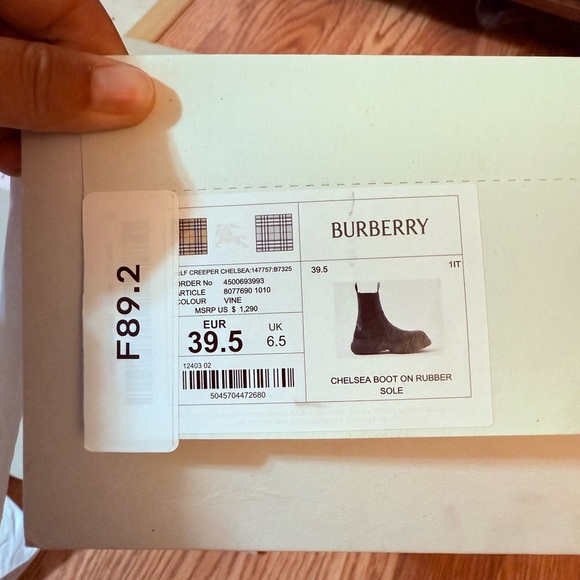 F89.2
LF CREEPER CHELSEA:147757:B7325
ORDER No 4500693993
ARTICLE 8077690 1010
COLOUR VINE
MSRP US $ 1,290
EUR UK
39.5 6.5
12403 02
5045704472680
BURBERRY
39.5 1IT
CHELSEA BOOT ON RUBBER
SOLE